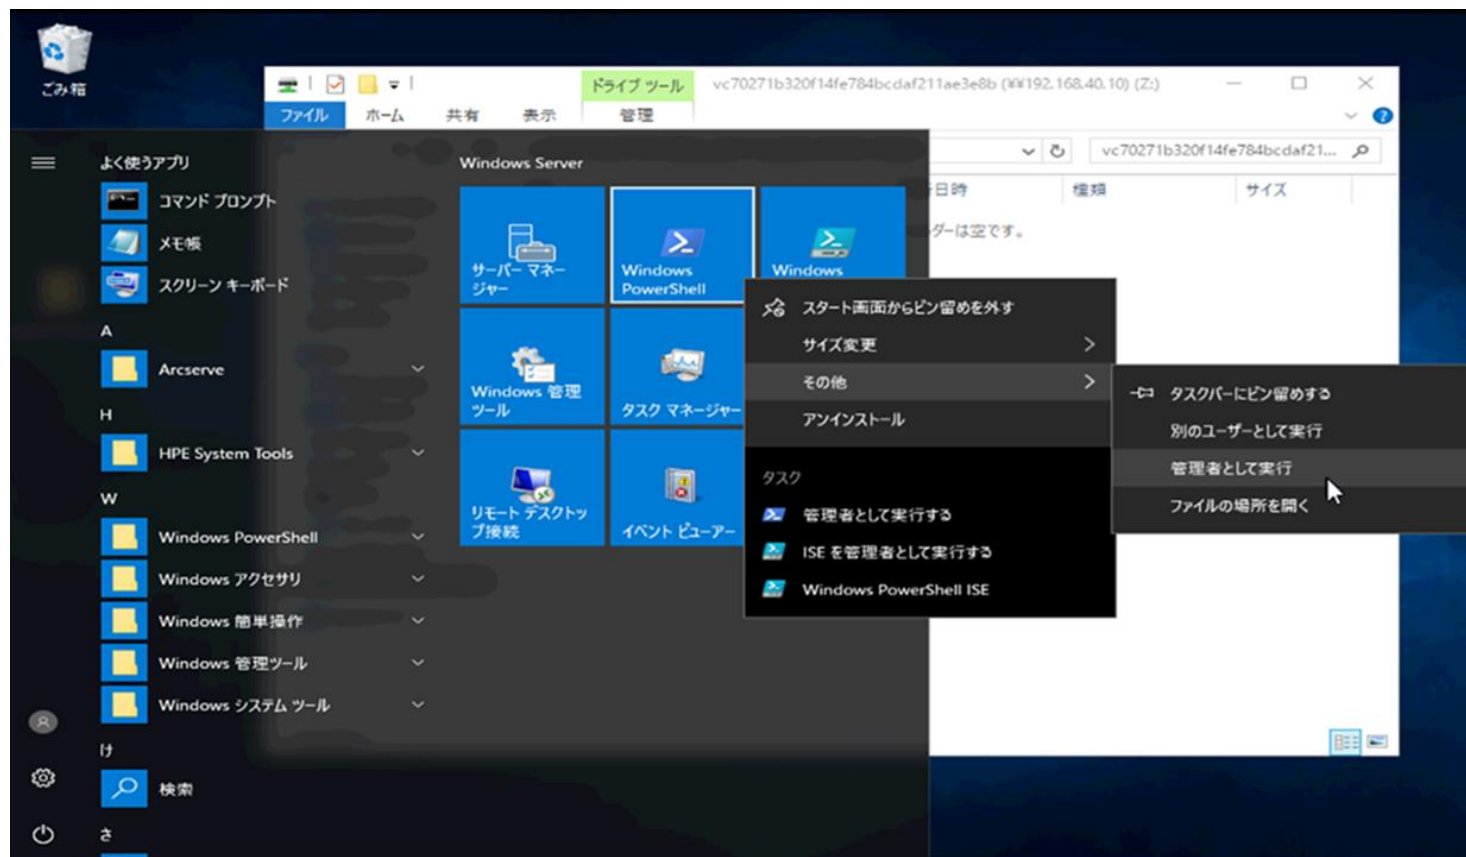 ごみ箱
ドライブ ツール
vc70271b320f14fe784bcdaf211ae3e8b (¥¥192.168.40.10) (Z:)
ファイル
ホーム
共有
表示
管理
vc70271b320f14fe784bcdaf21...
日時
種類
サイズ
ダーは空です。
よく使うアプリ
コマンド プロンプト
メモ帳
スクリーン キーボード
A
Arcserve
H
HPE System Tools
W
Windows PowerShell
Windows アクセサリ
Windows 簡単操作
Windows 管理ツール
Windows システム ツール
け
検索
さ
Windows Server
サーバー マネー
ジャー
Windows
PowerShell
Windows
Windows 管理
ツール
タスク マネージャー
リモート デスクトッ
プ接続
イベント ビューアー
スタート画面からピン留めを外す
サイズ変更
その他
アンインストール
タスク
管理者として実行する
ISE を管理者として実行する
Windows PowerShell ISE
タスクバーにピン留めする
別のユーザーとして実行
管理者として実行
ファイルの場所を開く